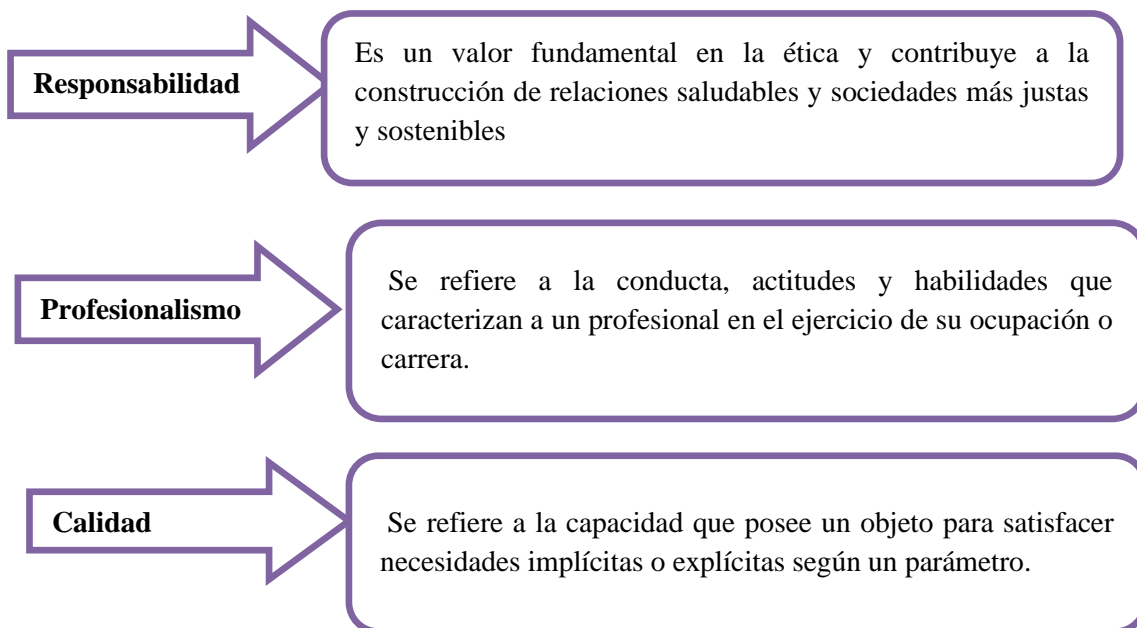 Responsabilidad
Es un valor fundamental en la ética y contribuye a la
construcción de relaciones saludables y sociedades más justas
y sostenibles
Profesionalismo
Se refiere a la conducta, actitudes y habilidades que
caracterizan a un profesional en el ejercicio de su ocupación o
carrera.
Calidad
Se refiere a la capacidad que posee un objeto para satisfacer
necesidades implícitas o explícitas según un parámetro.